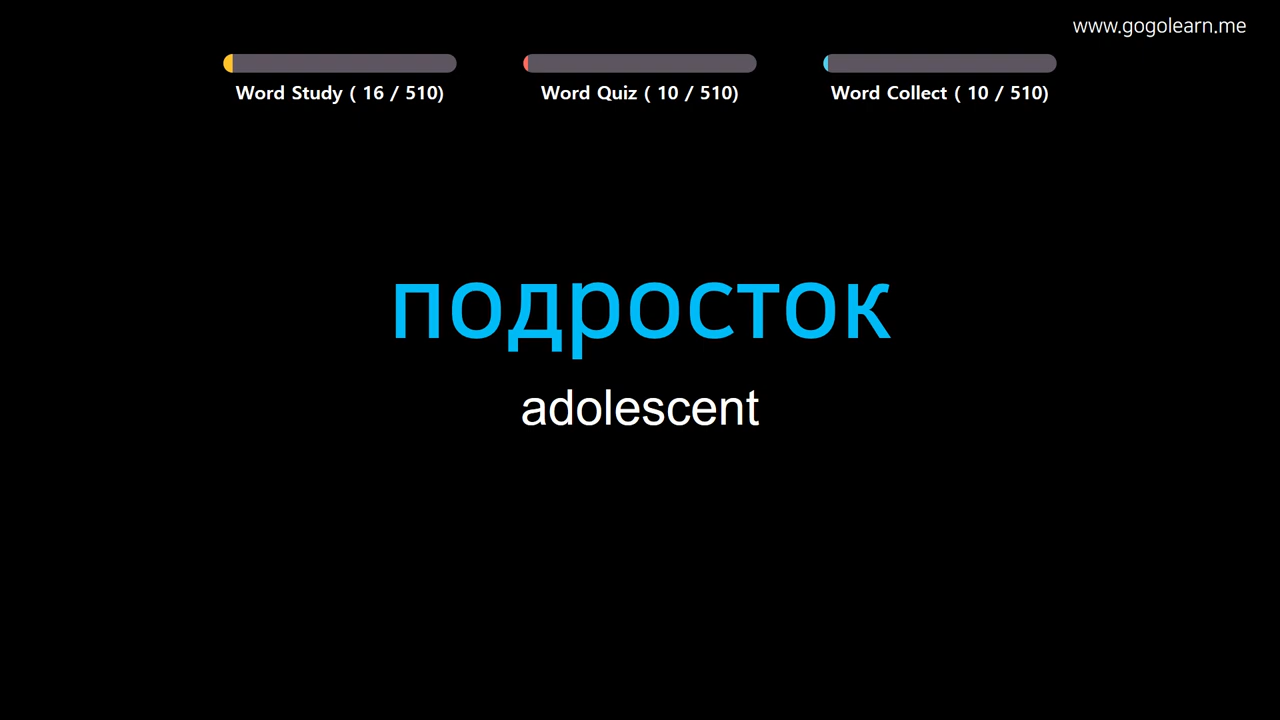 www.gogolearn.me
Word Study ( 16 / 510)
Word Quiz ( 10 / 510)
Word Collect ( 10 / 510)
подросток
adolescent